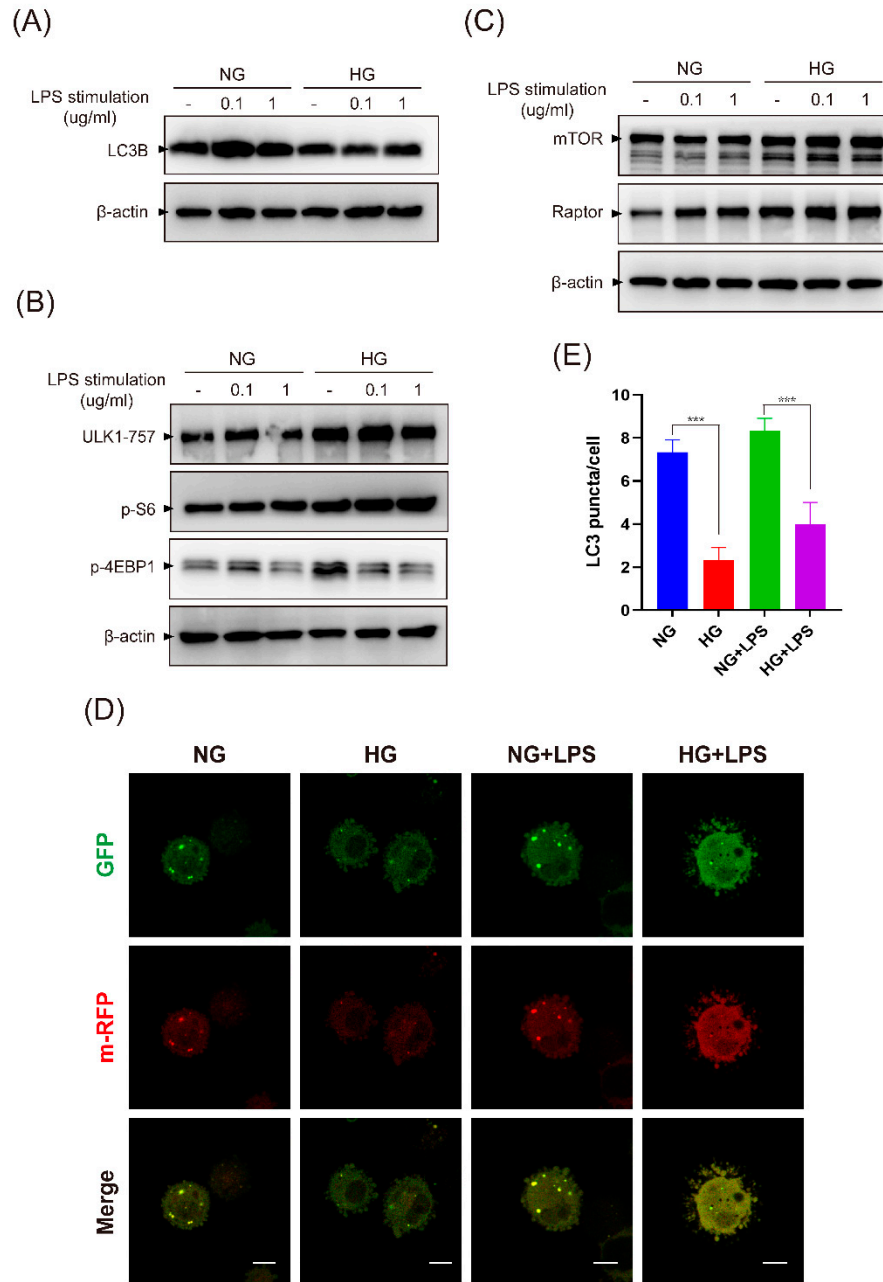 (A)
NG HG
LPS stimulation - 0.1 1 - 0.1 1
(ug/ml)
LC3B
β-actin
(B)
NG HG
LPS stimulation - 0.1 1 - 0.1 1
(ug/ml)
ULK1-757
p-S6
p-4EBP1
β-actin
(C)
NG HG
LPS stimulation - 0.1 1 - 0.1 1
(ug/ml)
mTOR
Raptor
β-actin
(E)
LC3 puncta/cell
10
8
6
4
2
0
*** ***
NG HG NG+LPS HG+LPS
(D)
NG HG NG+LPS HG+LPS
GFP
m-RFP
Merge